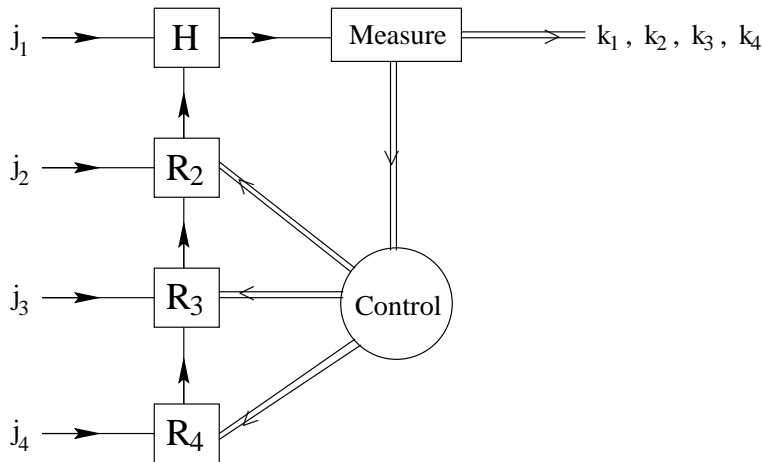 j1 H Measure k1 , k2 , k3 , k4
j2 R2
j3 R3 Control
j4 R4